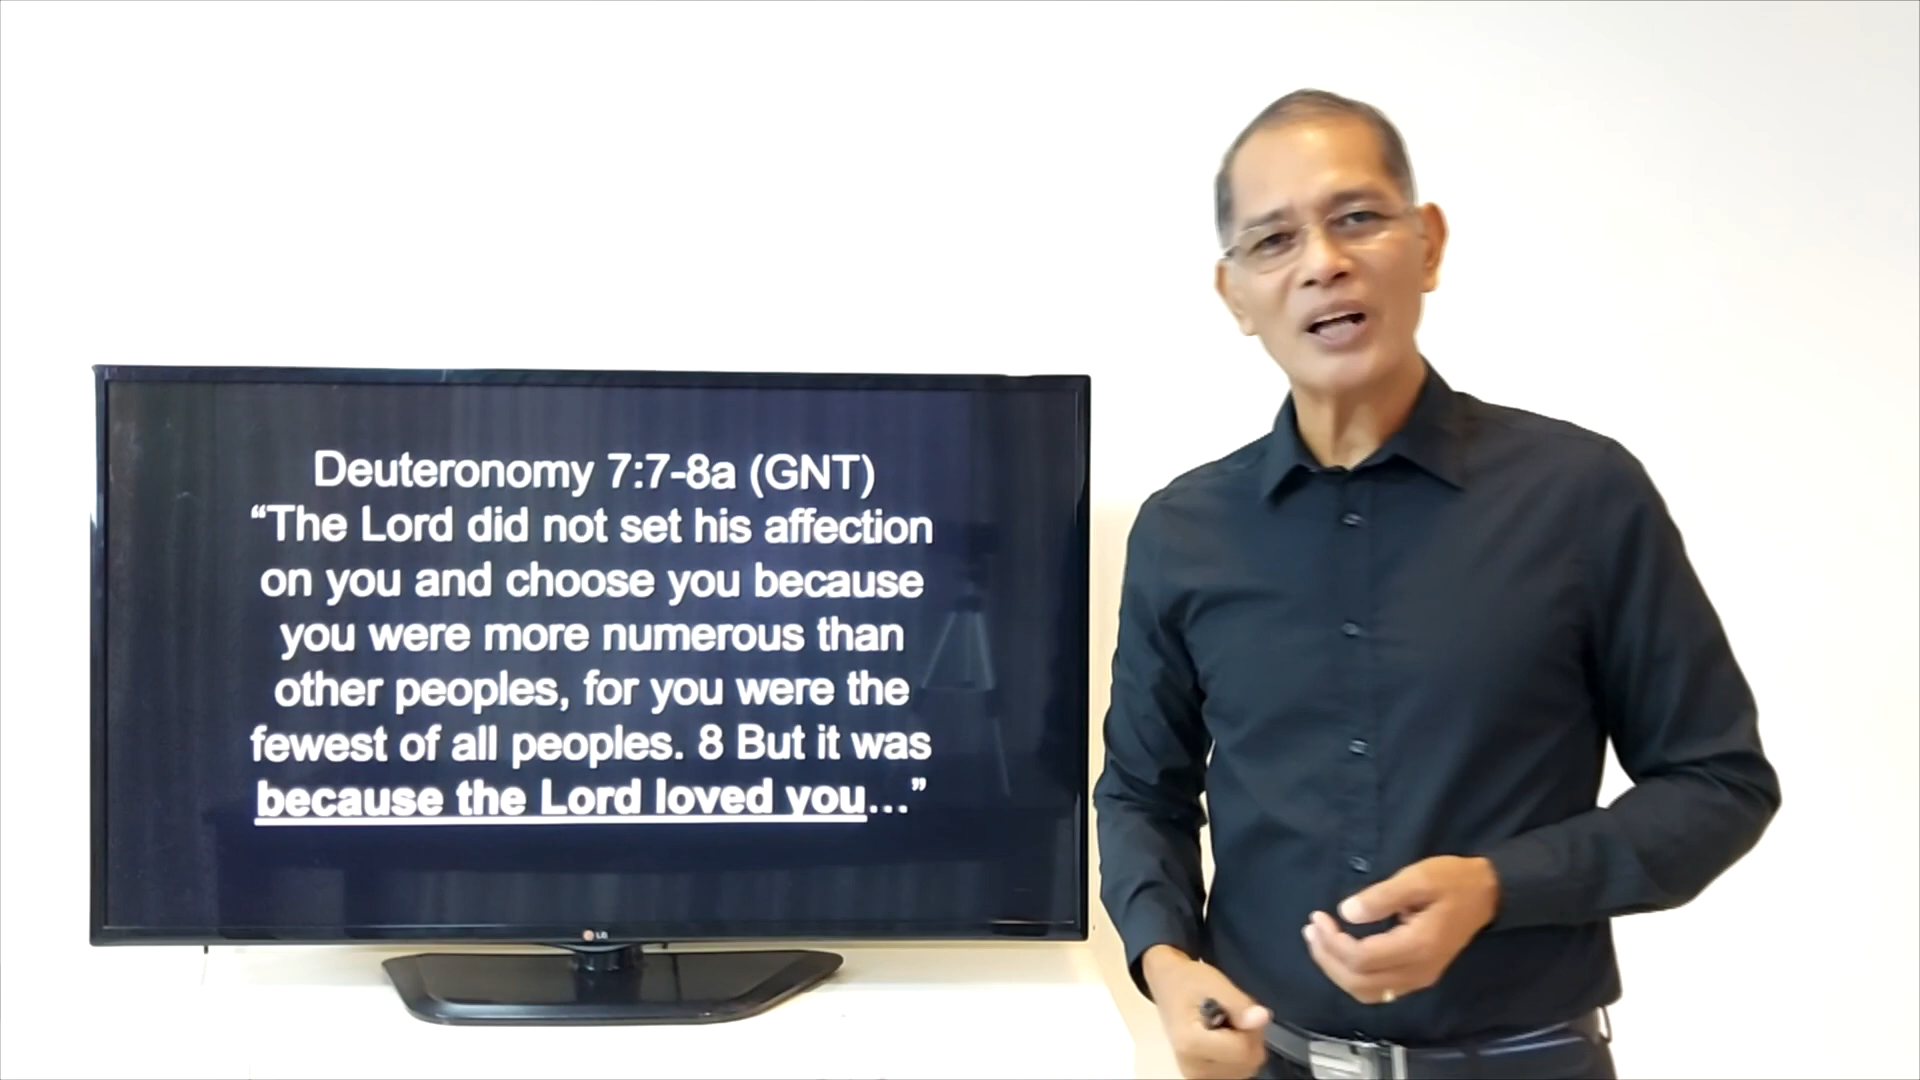 Deuteronomy 7:7-8a (GNT)
“The Lord did not set his affection
on you and choose you because
you were more numerous than
other peoples, for you were the
fewest of all peoples. 8 But it was
because the Lord loved you…”
LG